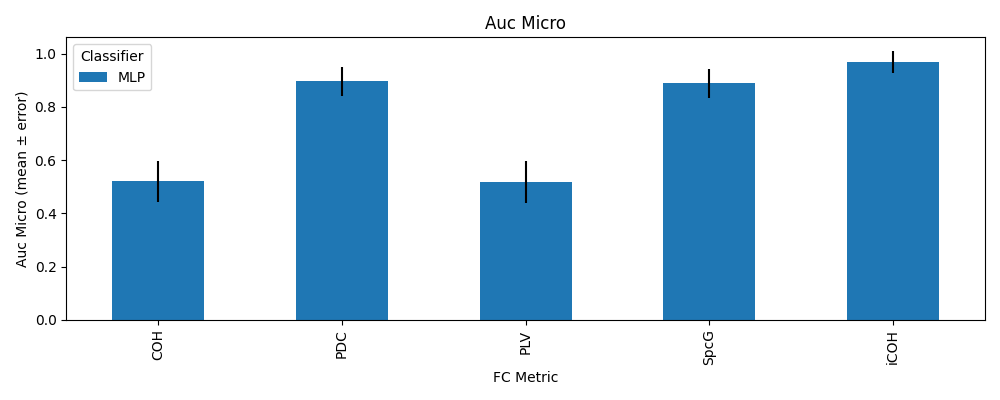 Auc Micro
Classifier
MLP
Auc Micro (mean ± error)
1.0
0.8
0.6
0.4
0.2
0.0
COH
PDC
PLV
SpcG
iCOH
FC Metric